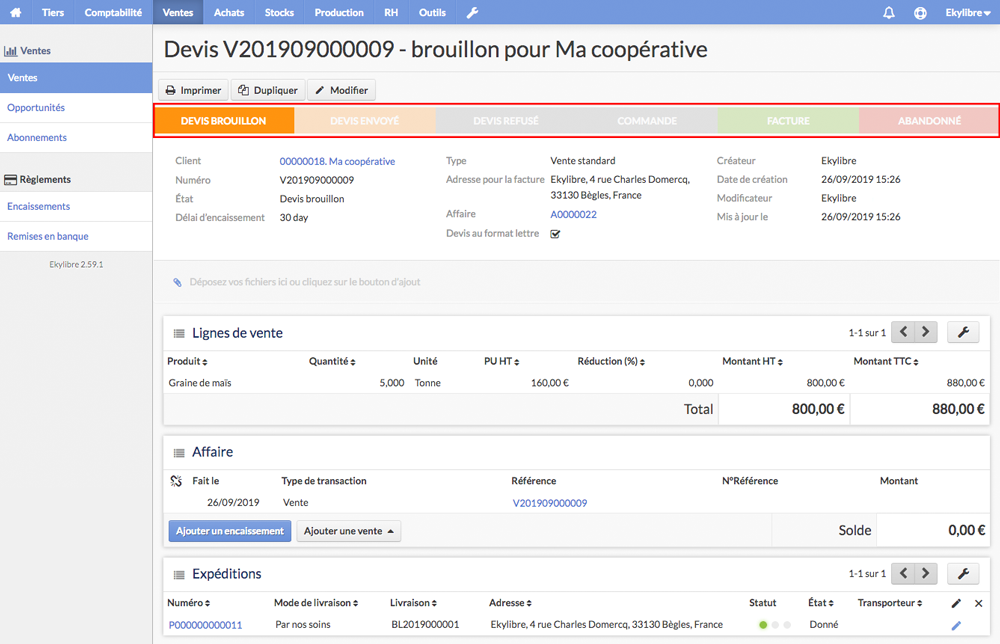 Tiers Comptabilité Ventes Achats Stocks Production RH Outils Ekylibre
Ventes
Ventes
Opportunités
Abonnements
Règlements
Encaissements
Remises en banque
Ekylibre 2.59.1
Devis V201909000009 - brouillon pour Ma coopérative
Imprimer Dupliquer Modifier
DEVIS BROUILLON DEVIS ENVOYÉ DEVIS REFUSÉ COMMANDE FACTURE ABANDONNÉ
Client 00000018. Ma coopérative
Numéro V201909000009
État Devis brouillon
Délai d'encaissement 30 day
Type Vente standard
Adresse pour la facture Ekylibre, 4 rue Charles Domercq,
33130 Bègles, France
Affaire A0000022
Devis au format lettre
Créateur Ekylibre
Date de création 26/09/2019 15:26
Modificateur Ekylibre
Mis à jour le 26/09/2019 15:26
Déposez vos fichiers ici ou cliquez sur le bouton d'ajout
Lignes de vente 1-1 sur 1
Produit Quantité Unité PU HT Réduction (%) Montant HT Montant TTC
Graine de maïs 5,000 Tonne 160,00 € 0,000 800,00 € 880,00 €
Total 800,00 € 880,00 €
Affaire
Fait le Type de transaction Référence N°Référence Montant
26/09/2019 Vente V201909000009
Ajouter un encaissement Ajouter une vente Solde 0,00 €
Expéditions 1-1 sur 1
Numéro Mode de livraison Livraison Adresse Statut État Transporteur
P000000000011 Par nos soins BL2019000001 Ekylibre, 4 rue Charles Domercq, 33130 Bègles, France Donné